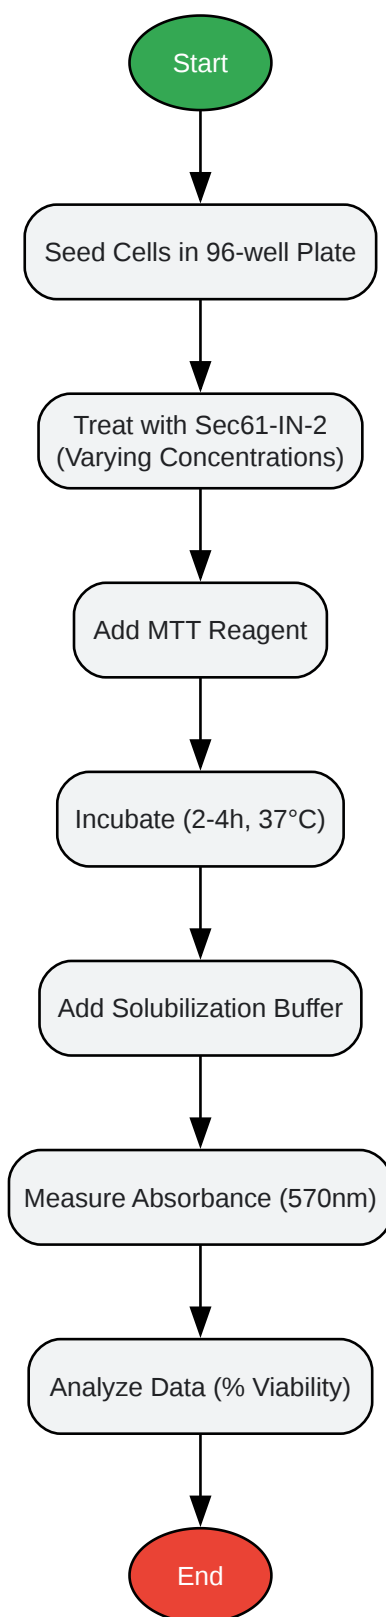 Start
Seed Cells in 96-well Plate
Treat with Sec61-IN-2
(Varying Concentrations)
Add MTT Reagent
Incubate (2-4h, 37°C)
Add Solubilization Buffer
Measure Absorbance (570nm)
Analyze Data (% Viability)
End